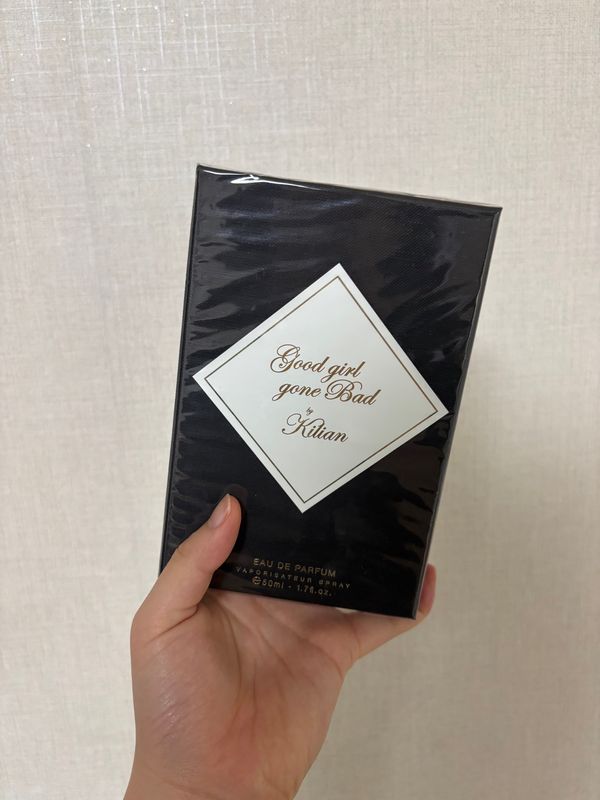 Good girl
gone Bad
by
Kilian
EAU DE PARFUM
VAPORISATEUR SPRAY
℮50ml - 1.7fl.oz.